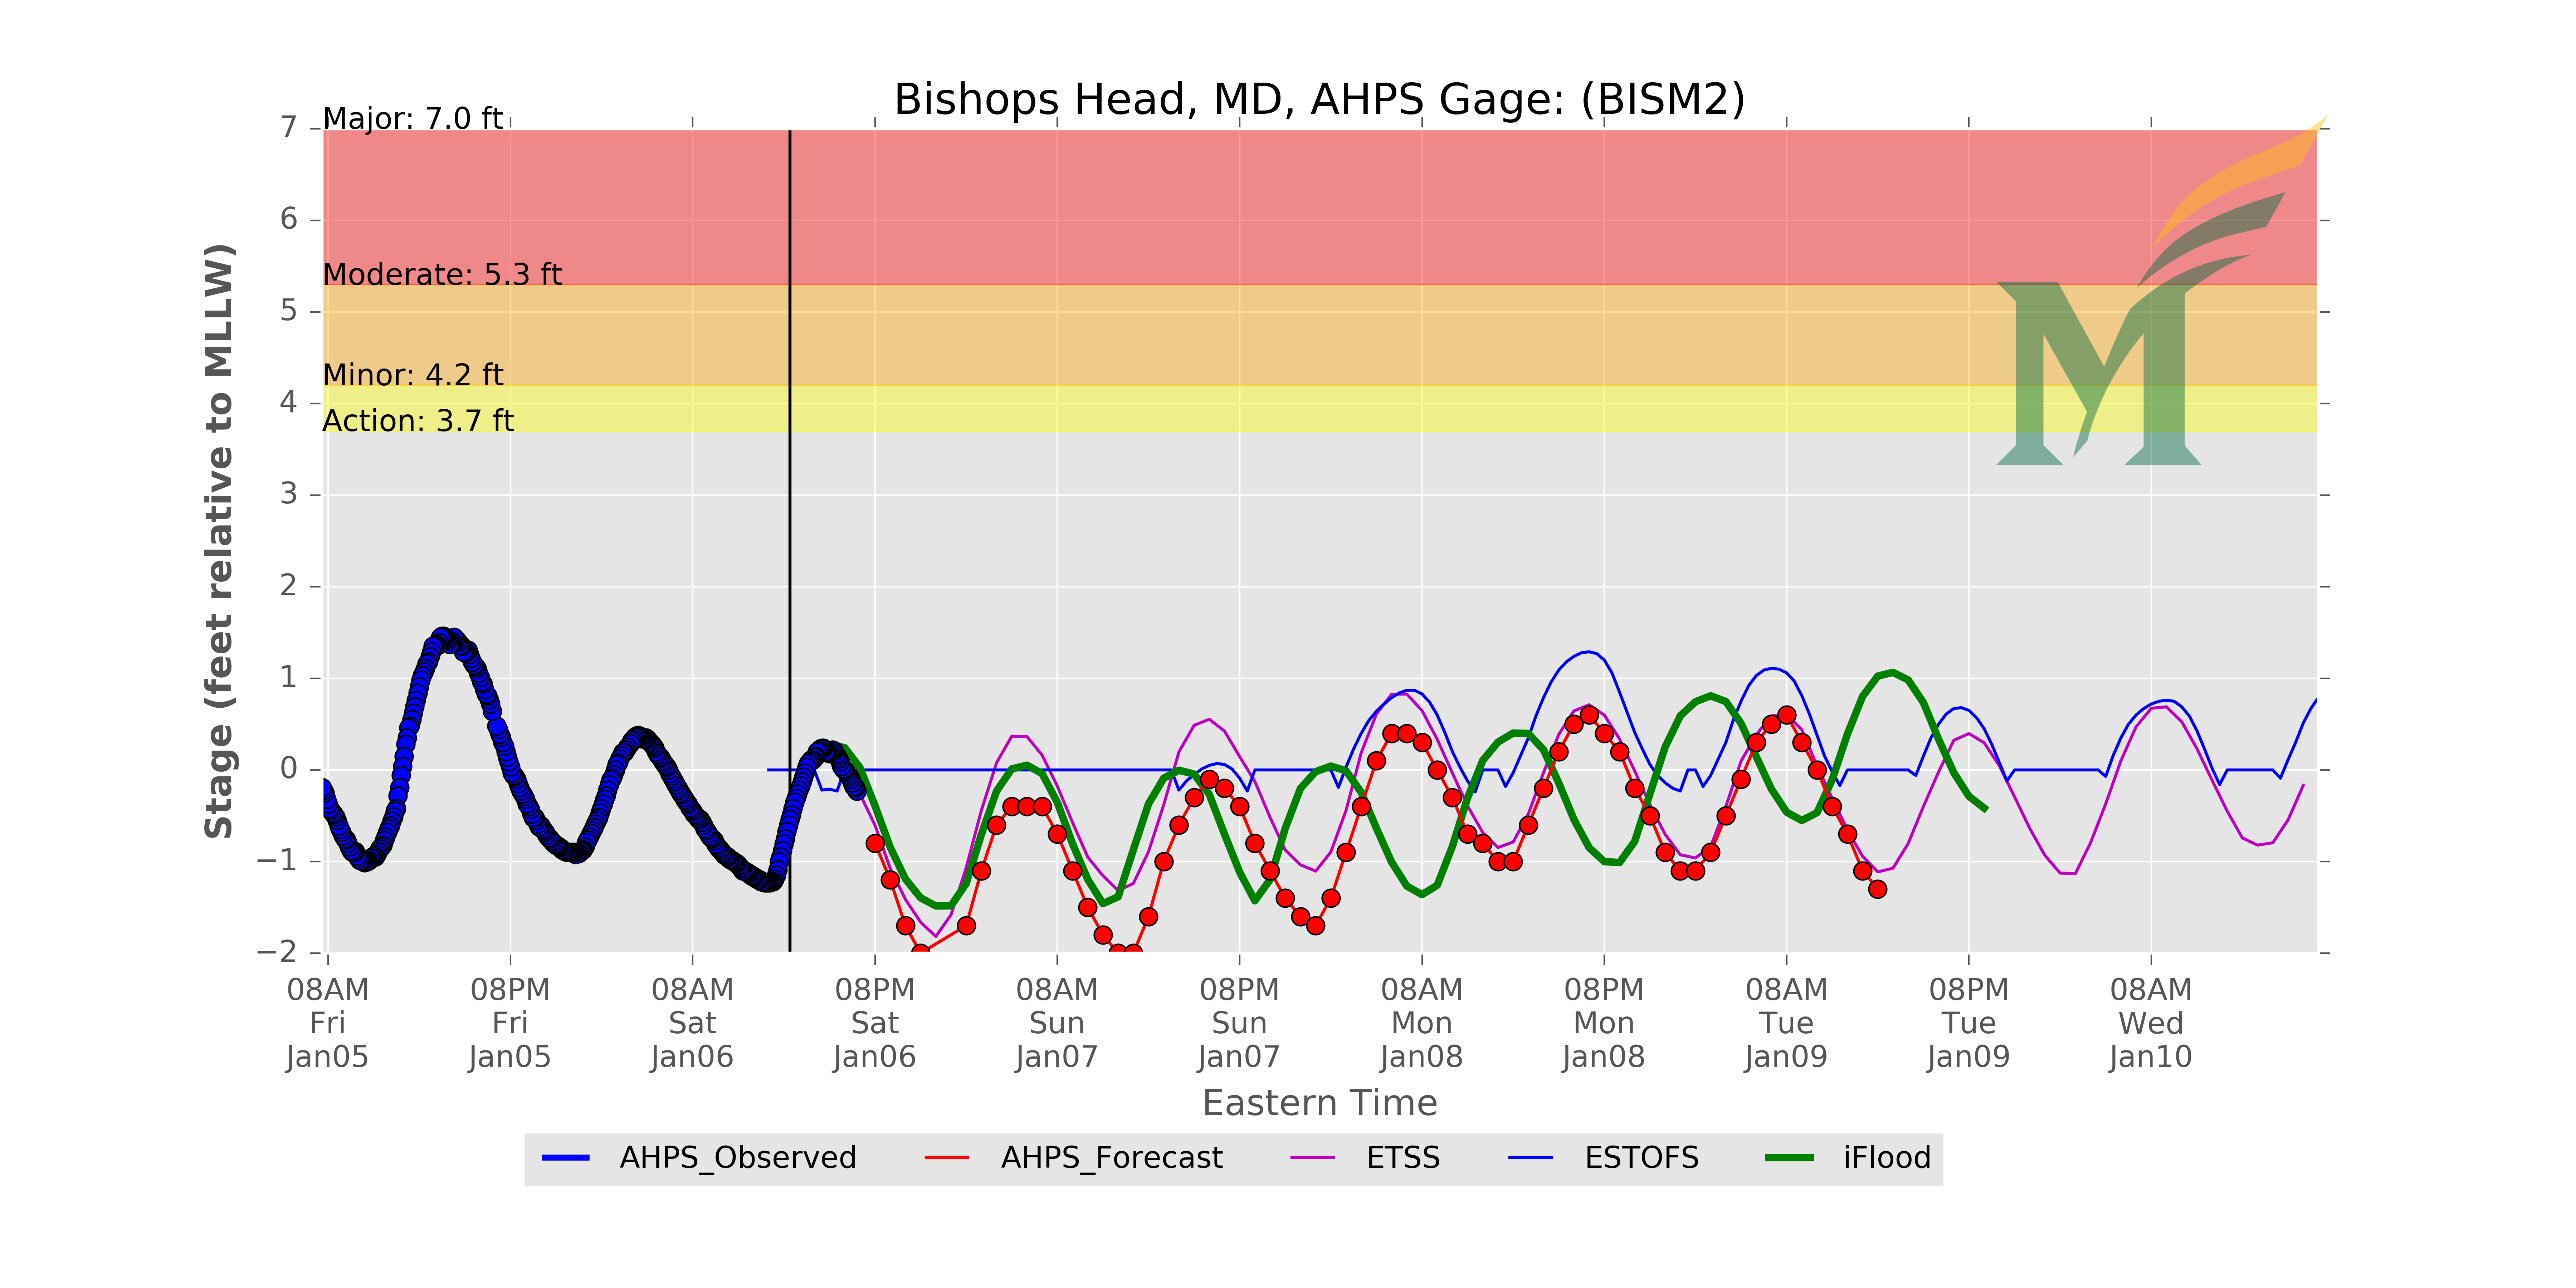 Bishops Head, MD, AHPS Gage: (BISM2)
Major: 7.0 ft
Moderate: 5.3 ft
Minor: 4.2 ft
Action: 3.7 ft
Stage (feet relative to MLLW)
7
6
5
4
3
2
1
0
−1
−2
08AM 08PM 08AM 08PM 08AM 08PM 08AM 08PM 08AM 08PM 08AM
Fri Fri Sat Sat Sun Sun Mon Mon Tue Tue Wed
Jan05 Jan05 Jan06 Jan06 Jan07 Jan07 Jan08 Jan08 Jan09 Jan09 Jan10
Eastern Time
AHPS_Observed AHPS_Forecast ETSS ESTOFS iFlood